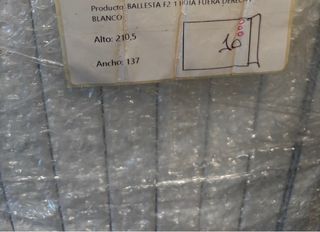 Producto: BALLESTA F2 1 HOJA FUERA DERECHA
BLANCO
Alto: 210,5
Ancho: 137
16